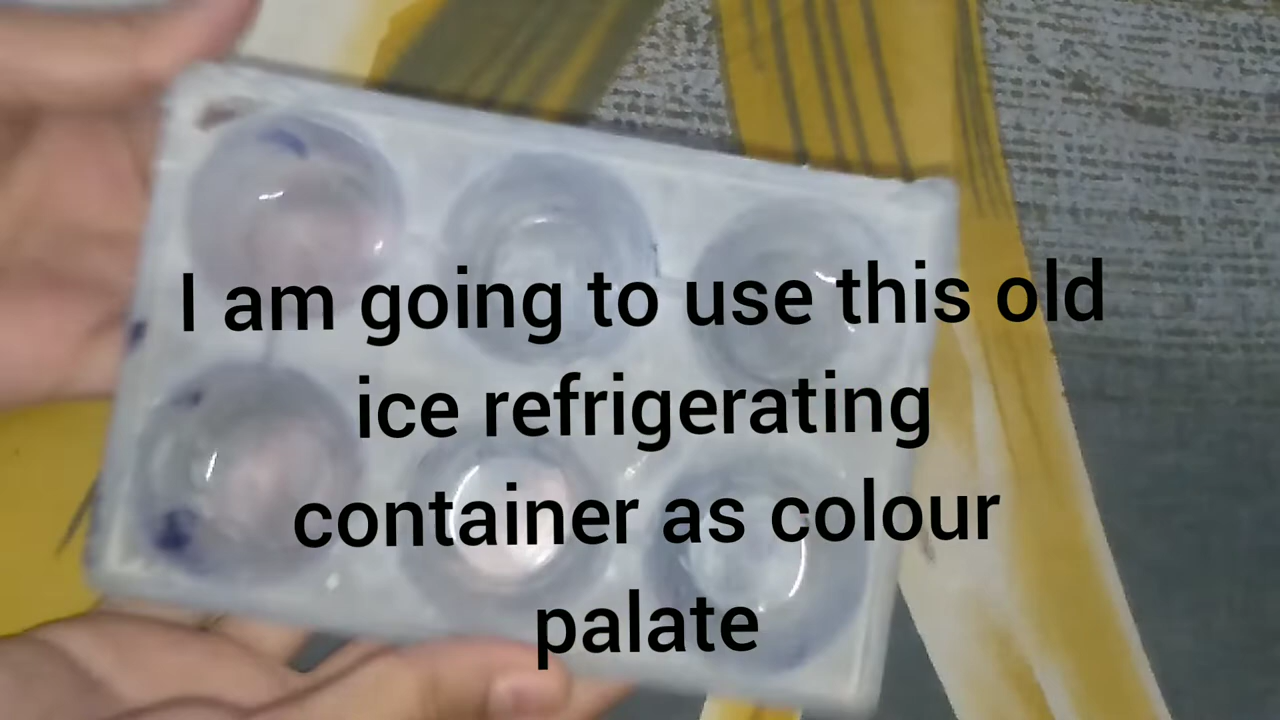 I am going to use this old
ice refrigerating
container as colour
palate